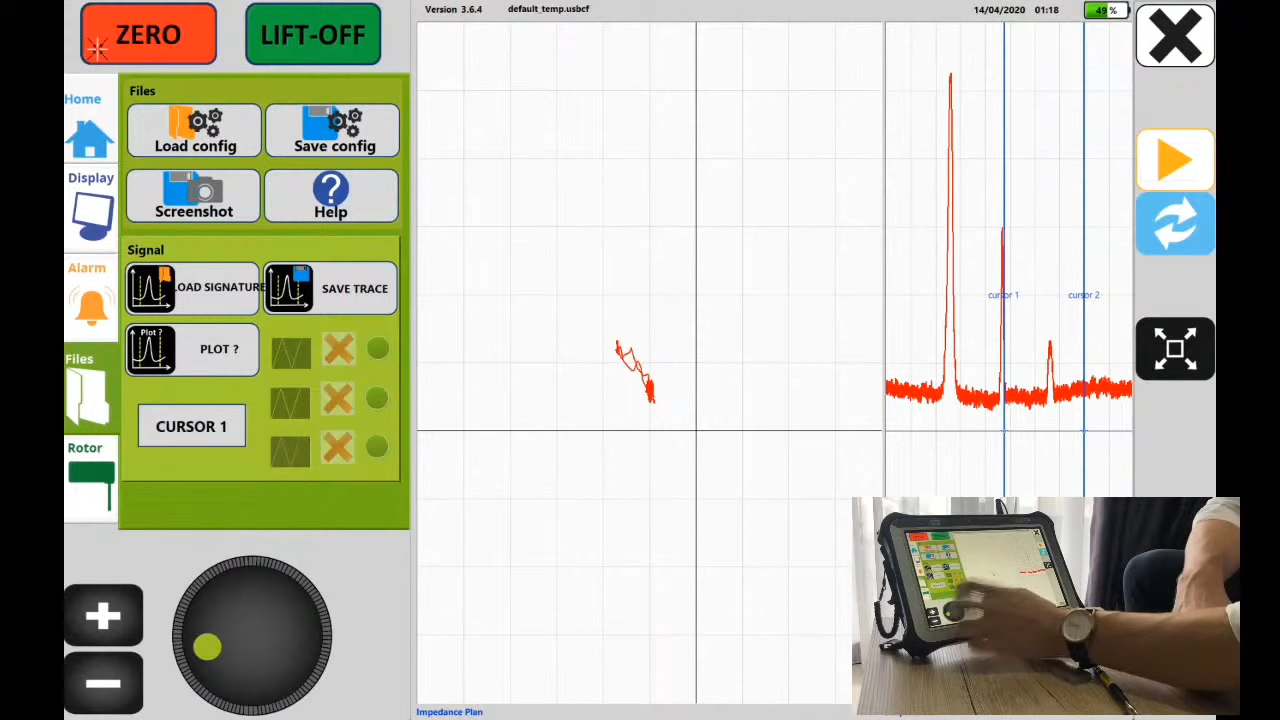 Version 3.6.4 default_temp.usbcf 14/04/2020 01:18 49 %
ZERO LIFT-OFF
Home
Display
Alarm
Files
Rotor
Files
Load config Save config
Screenshot Help
Signal
LOAD SIGNATURE SAVE TRACE
Plot ?
PLOT ?
CURSOR 1
cursor 1 cursor 2
Impedance Plan